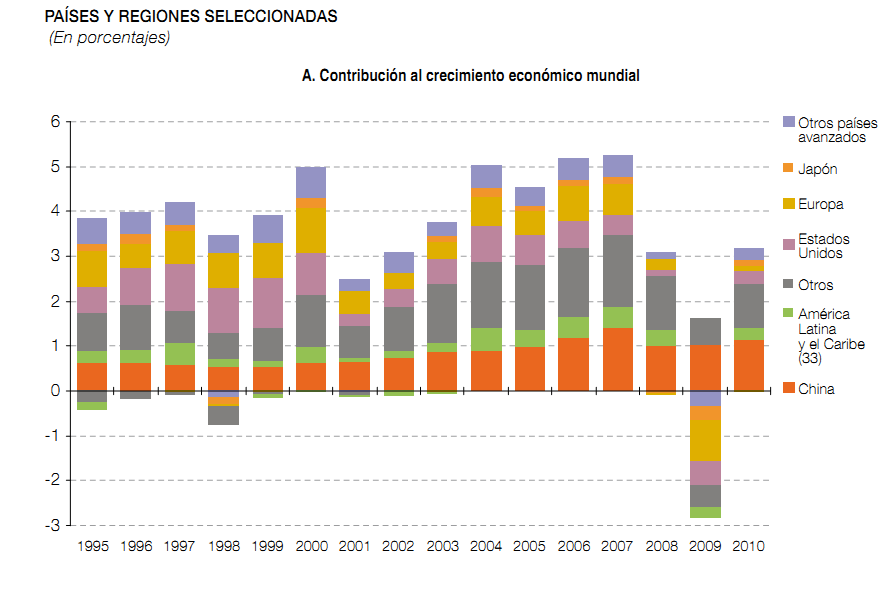 PAÍSES Y REGIONES SELECCIONADAS
(En porcentajes)
A. Contribución al crecimiento económico mundial
6
5
4
3
2
1
0
-1
-2
-3
1995 1996 1997 1998 1999 2000 2001 2002 2003 2004 2005 2006 2007 2008 2009 2010
Otros países
avanzados
Japón
Europa
Estados
Unidos
Otros
América
Latina
y el Caribe
(33)
China